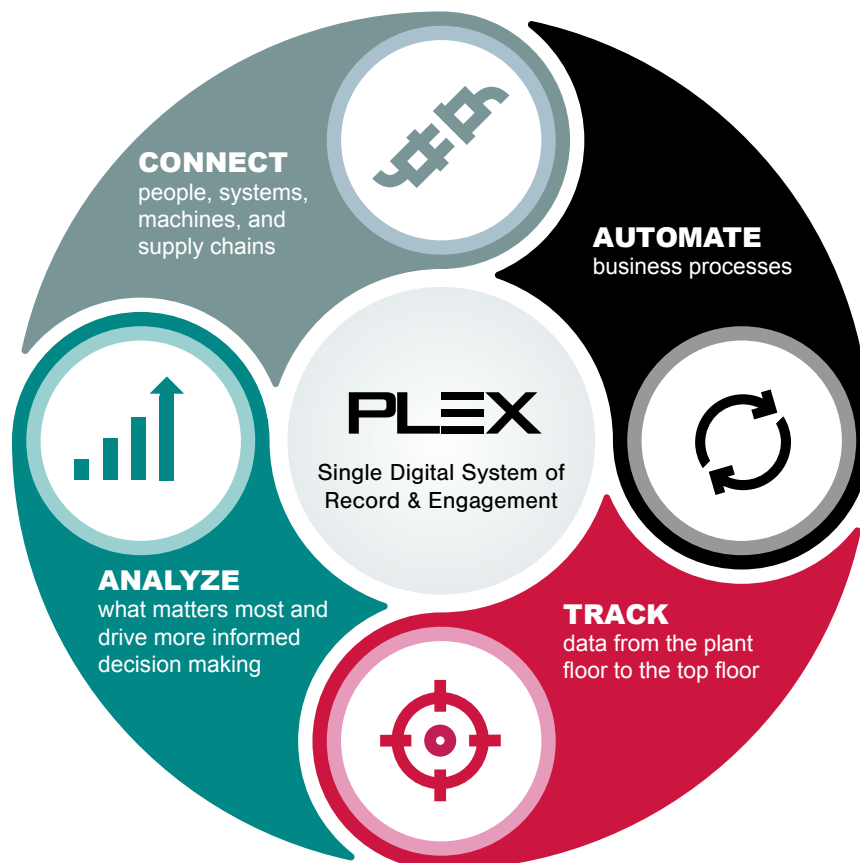 CONNECT
people, systems,
machines, and
supply chains
AUTOMATE
business processes
PLEX
Single Digital System of
Record & Engagement
ANALYZE
what matters most and
drive more informed
decision making
TRACK
data from the plant
floor to the top floor